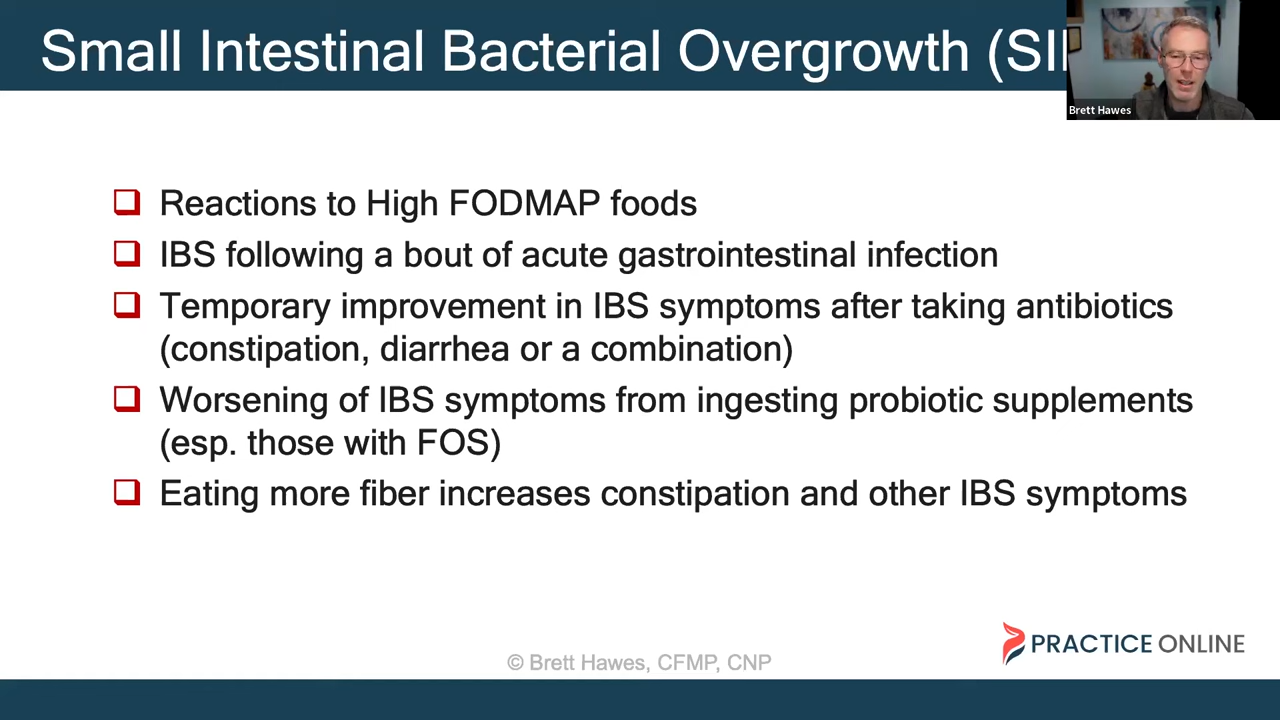 Small Intestinal Bacterial Overgrowth (SI
Brett Hawes
Reactions to High FODMAP foods
IBS following a bout of acute gastrointestinal infection
Temporary improvement in IBS symptoms after taking antibiotics
(constipation, diarrhea or a combination)
Worsening of IBS symptoms from ingesting probiotic supplements
(esp. those with FOS)
Eating more fiber increases constipation and other IBS symptoms
PRACTICE ONLINE
© Brett Hawes, CFMP, CNP